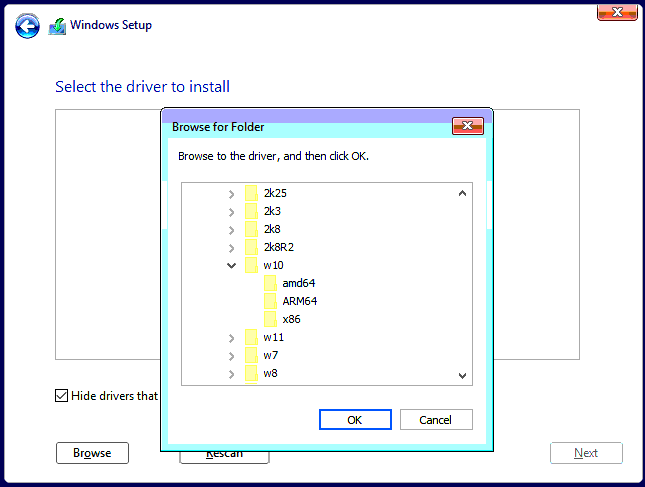 Windows Setup
Select the driver to install
Browse for Folder
Browse to the driver, and then click OK.
2k25
2k3
2k8
2k8R2
w10
amd64
ARM64
x86
w11
w7
w8
Hide drivers that
OK
Cancel
Browse
Rescan
Next